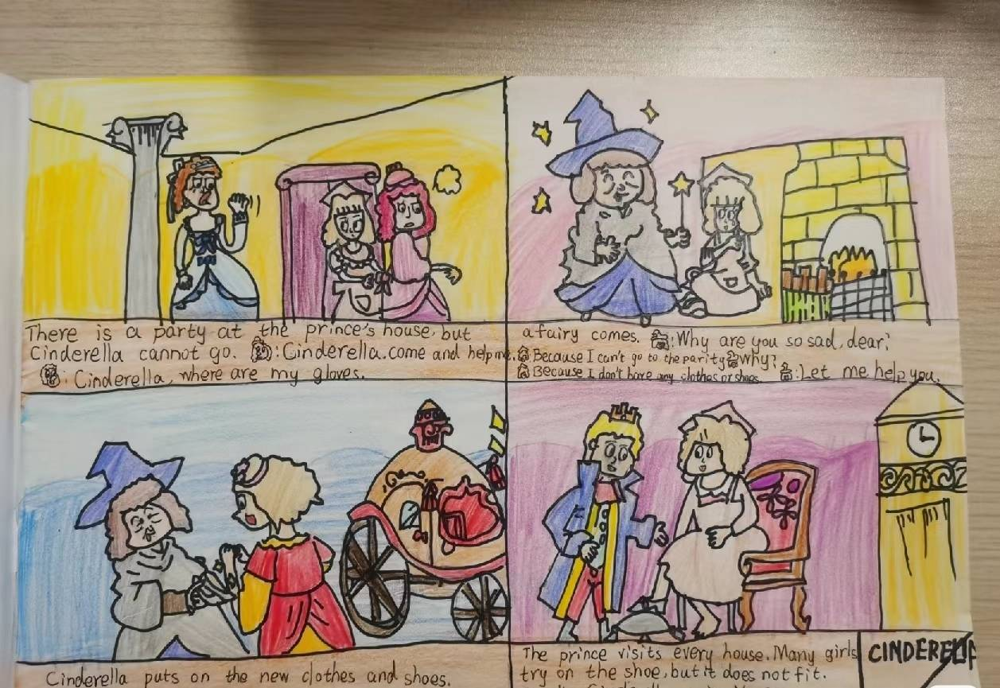 There is a party at the prince's house, but
Cinderella cannot go. : Cinderella. come and help me.
: Cinderella, where are my gloves.
a fairy comes. : Why are you so sad, dear?
Because I can't go to the parity Why?
Because I don't have any clothes or shoes. : Let me help you.
Cinderella puts on the new clothes and shoes.
The prince visits every house. Many girls
try on the shoe, but it does not fit.
CINDERELLA